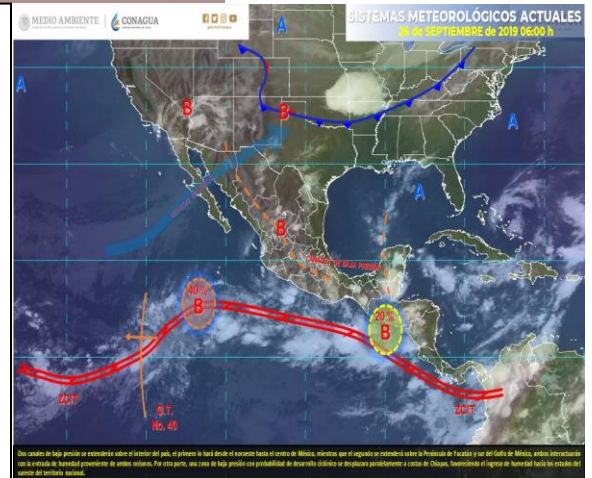 MEDIO AMBIENTE
CONAGUA
SISTEMAS METEOROLÓGICOS ACTUALES
26 de SEPTIEMBRE de 2019 06:00 h
A
A
B
B
A
A
B
CANALES DE BAJA PRESIÓN
40 %
B
20 %
B
ZCIT
O.T.
No. 40
ZCIT
Dos canales de baja presión se extenderán sobre el interior del país, el primero lo hará desde el noroeste hasta el centro de México, mientras que el segundo se extenderá sobre la Península de Yucatán y sur del Golfo de México, ambos interactuarán
con la entrada de humedad proveniente de ambos océanos. Por otra parte, una zona de baja presión con probabilidad de desarrollo ciclónico se desplazara paralelamente a costas de Chiapas, favoreciendo el ingreso de humedad hacia los estados del
sureste del territorio nacional.